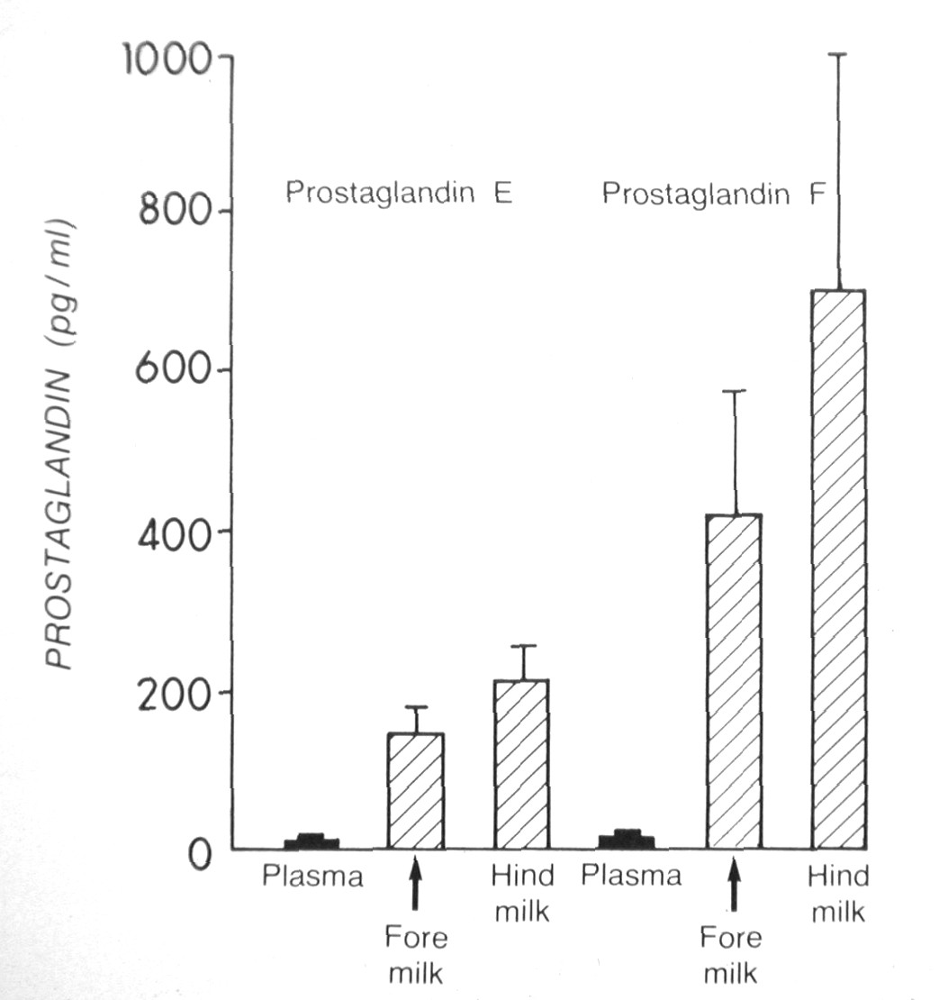 1000
800
600
400
200
0
PROSTAGLANDIN (pg/ml)
Prostaglandin E
Prostaglandin F
Plasma
Fore
milk
Hind
milk
Plasma
Fore
milk
Hind
milk